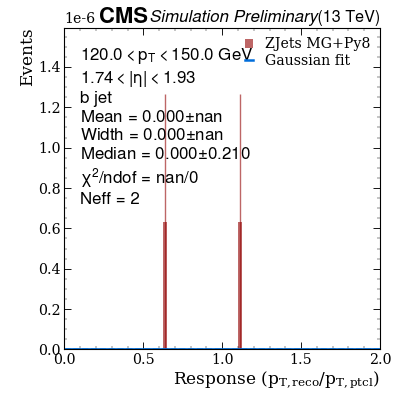 1e-6 CMS Simulation Preliminary (13 TeV)
Events
120.0 < pT < 150.0 GeV
1.74 < |η| < 1.93
b jet
Mean = 0.000±nan
Width = 0.000±nan
Median = 0.000±0.210
χ²/ndof = nan/0
Neff = 2
ZJets MG+Py8
Gaussian fit
1.4
1.2
1.0
0.8
0.6
0.4
0.2
0.0
0.0 0.5 1.0 1.5 2.0
Response (pT,reco/pT,ptcl)